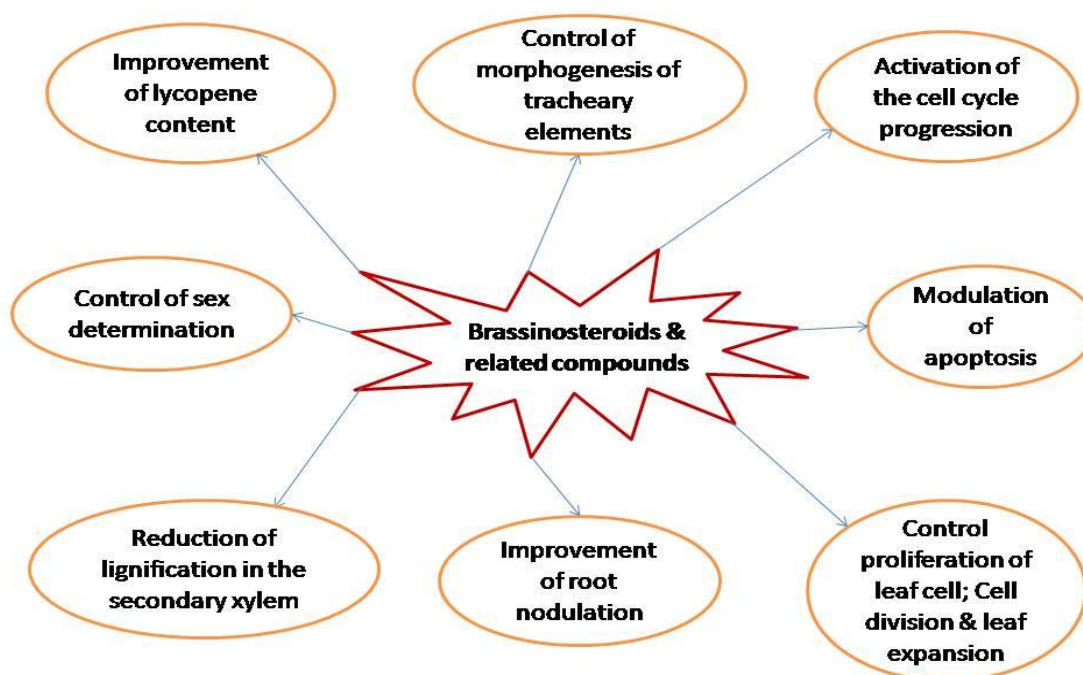 Improvement
of lycopene
content
Control of
morphogenesis of
tracheary
elements
Activation of
the cell cycle
progression
Control of sex
determination
Brassinosteroids &
related compounds
Modulation
of
apoptosis
Reduction of
lignification in the
secondary xylem
Improvement
of root
nodulation
Control
proliferation of
leaf cell; Cell
division & leaf
expansion